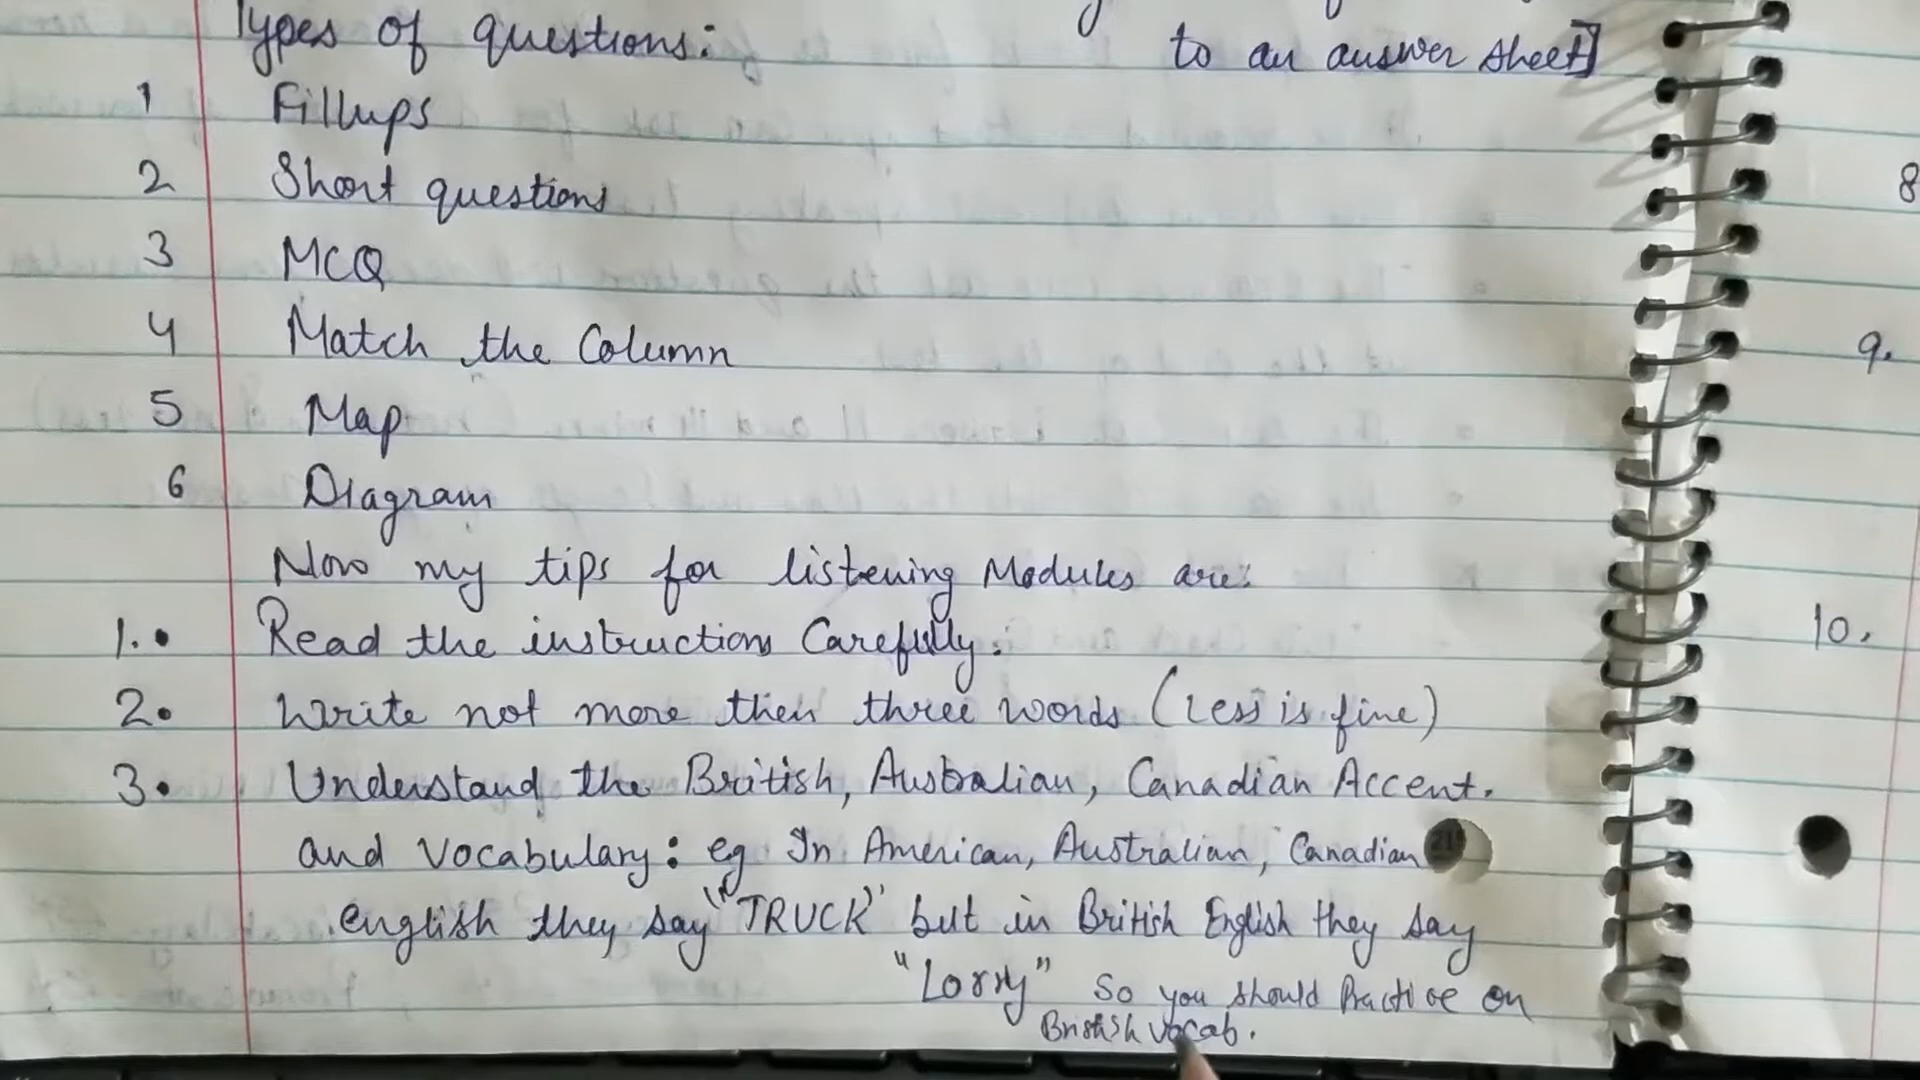 Types of questions:
to an answer sheet]
1 Fillups
2 Short questions
3 MCQ
4 Match the Column
5 Map
6 Diagram
Now my tips for listening Modules are:
1. • Read the instructions Carefully.
2. Write not more then three words (Less is fine)
3. Understand the British, Australian, Canadian Accent.
and Vocabulary: eg In American, Australian, Canadian
english they say "TRUCK" but in British English they say
"Lorry" So you should Practice on
British vocab.
8
9.
10.